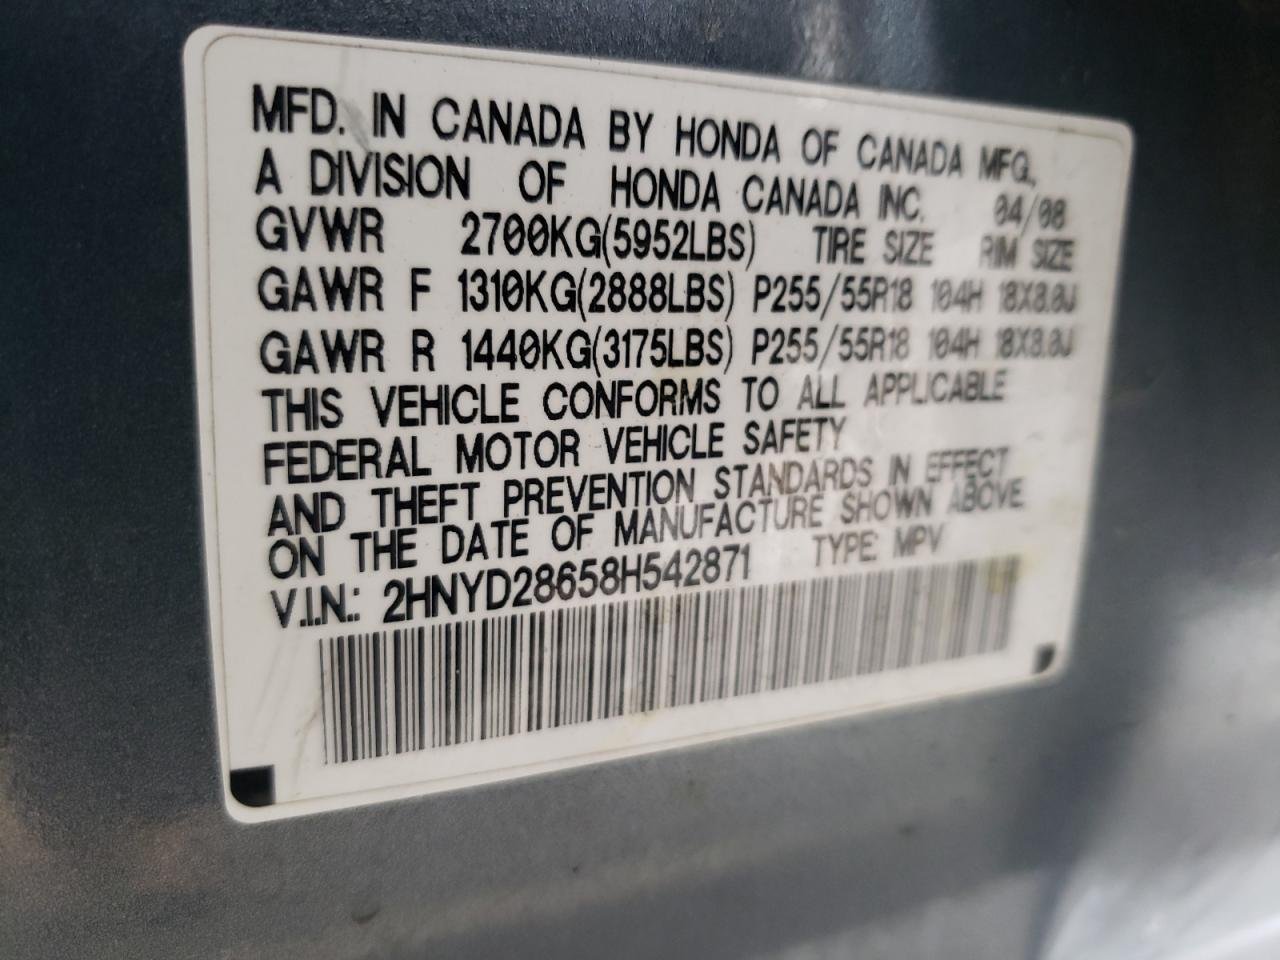 MFD. IN CANADA BY HONDA OF CANADA MFG.,
A DIVISION OF HONDA CANADA INC. 04/08
GVWR 2700KG(5952LBS) TIRE SIZE RIM SIZE
GAWR F 1310KG(2888LBS) P255/55R18 104H 18X8.0J
GAWR R 1440KG(3175LBS) P255/55R18 104H 18X8.0J
THIS VEHICLE CONFORMS TO ALL APPLICABLE
FEDERAL MOTOR VEHICLE SAFETY
AND THEFT PREVENTION STANDARDS IN EFFECT
ON THE DATE OF MANUFACTURE SHOWN ABOVE.
V.I.N.: 2HNYD28658H542871 TYPE: MPV